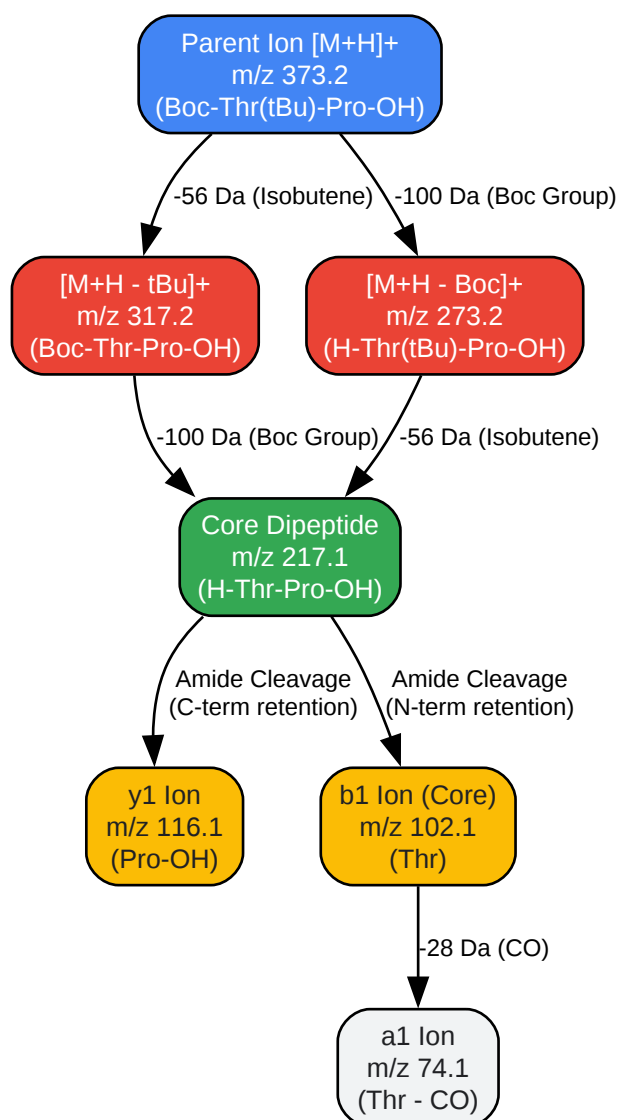 Parent Ion [M+H]+
m/z 373.2
(Boc-Thr(tBu)-Pro-OH)
-56 Da (Isobutene)
-100 Da (Boc Group)
[M+H - tBu]+
m/z 317.2
(Boc-Thr-Pro-OH)
[M+H - Boc]+
m/z 273.2
(H-Thr(tBu)-Pro-OH)
-100 Da (Boc Group)
-56 Da (Isobutene)
Core Dipeptide
m/z 217.1
(H-Thr-Pro-OH)
Amide Cleavage
(C-term retention)
Amide Cleavage
(N-term retention)
y1 Ion
m/z 116.1
(Pro-OH)
b1 Ion (Core)
m/z 102.1
(Thr)
-28 Da (CO)
a1 Ion
m/z 74.1
(Thr - CO)